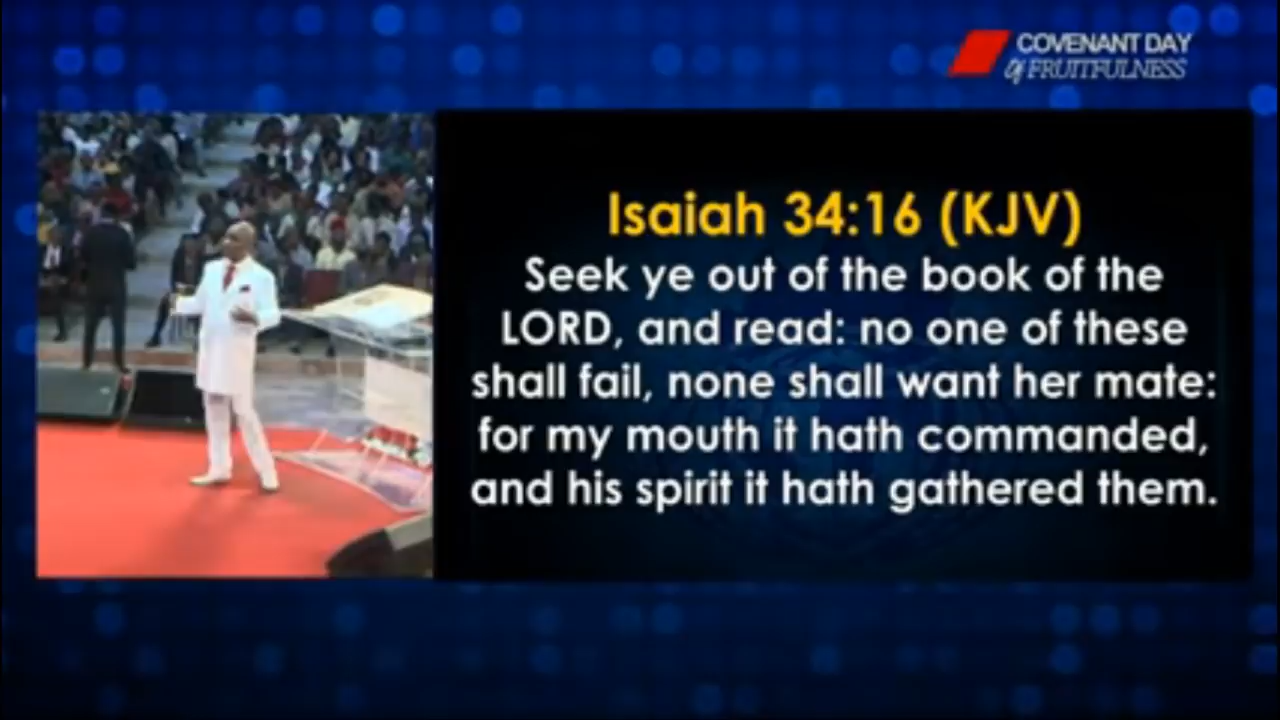 COVENANT DAY
Of FRUITFULNESS
Isaiah 34:16 (KJV)
Seek ye out of the book of the
LORD, and read: no one of these
shall fail, none shall want her mate:
for my mouth it hath commanded,
and his spirit it hath gathered them.